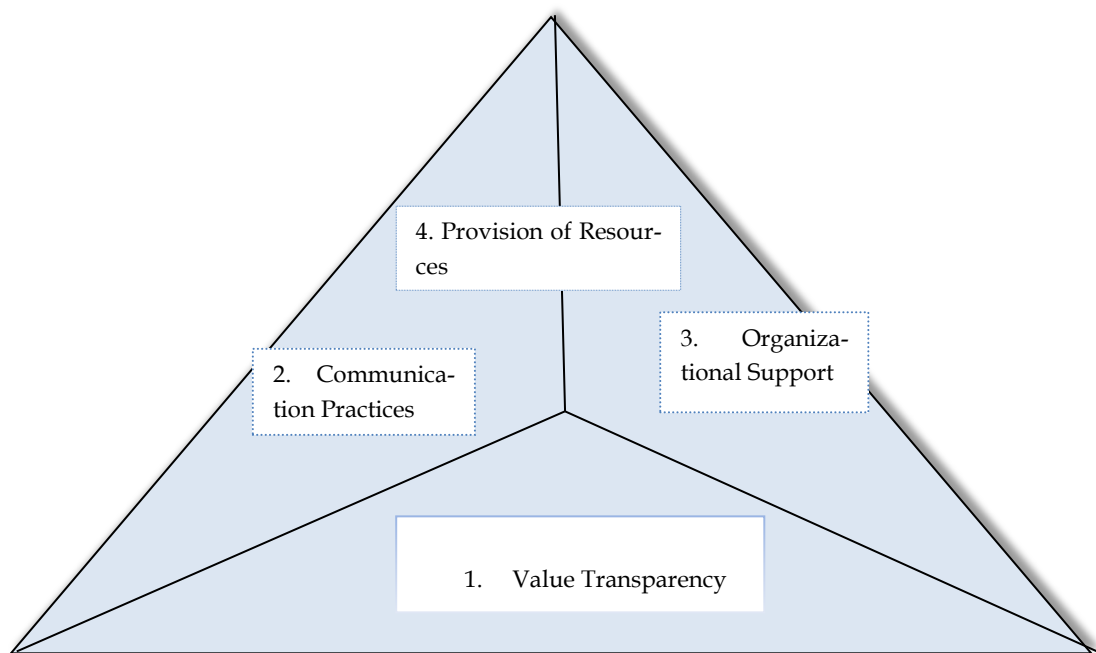 4. Provision of Resour-
ces
3. Organiza-
tional Support
2. Communica-
tion Practices
1. Value Transparency